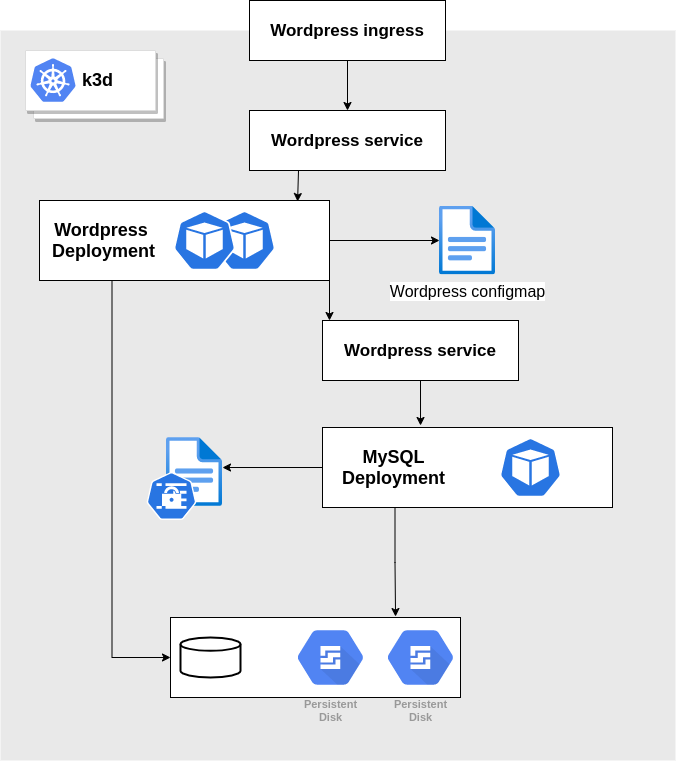 Wordpress ingress
k3d
Wordpress service
Wordpress
Deployment
Wordpress configmap
Wordpress service
MySQL
Deployment
Persistent
Disk
Persistent
Disk